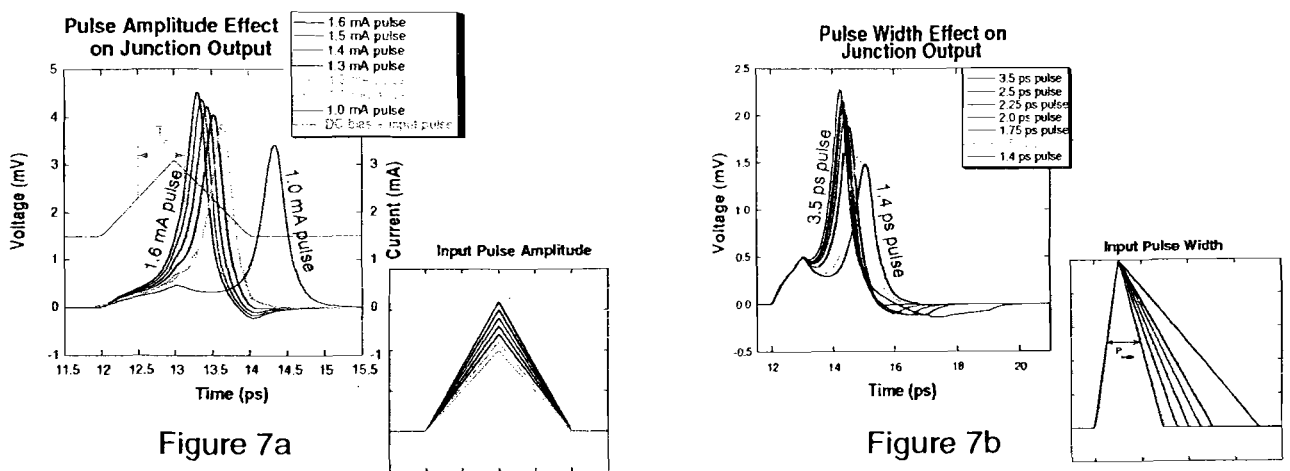 Pulse Amplitude Effect
on Junction Output
1.6 mA pulse
1.5 mA pulse
1.4 mA pulse
1.3 mA pulse
1.0 mA pulse
DC bias + input pulse
5
4
3
2
1
0
-1
Voltage (mV)
1.6 mA pulse
1.0 mA pulse
3
2
1
0
-1
Current (mA)
11.5 12 12.5 13 13.5 14 14.5 15 15.5
Time (ps)
Input Pulse Amplitude
Figure 7a
Pulse Width Effect on
Junction Output
3.5 ps pulse
2.5 ps pulse
2.25 ps pulse
2.0 ps pulse
1.75 ps pulse
1.4 ps pulse
2.5
2.0
1.5
1.0
0.5
0.0
-0.5
Voltage (mV)
3.5 ps pulse
1.4 ps pulse
12 14 16 18 20
Time (ps)
Input Pulse Width
P
Figure 7b